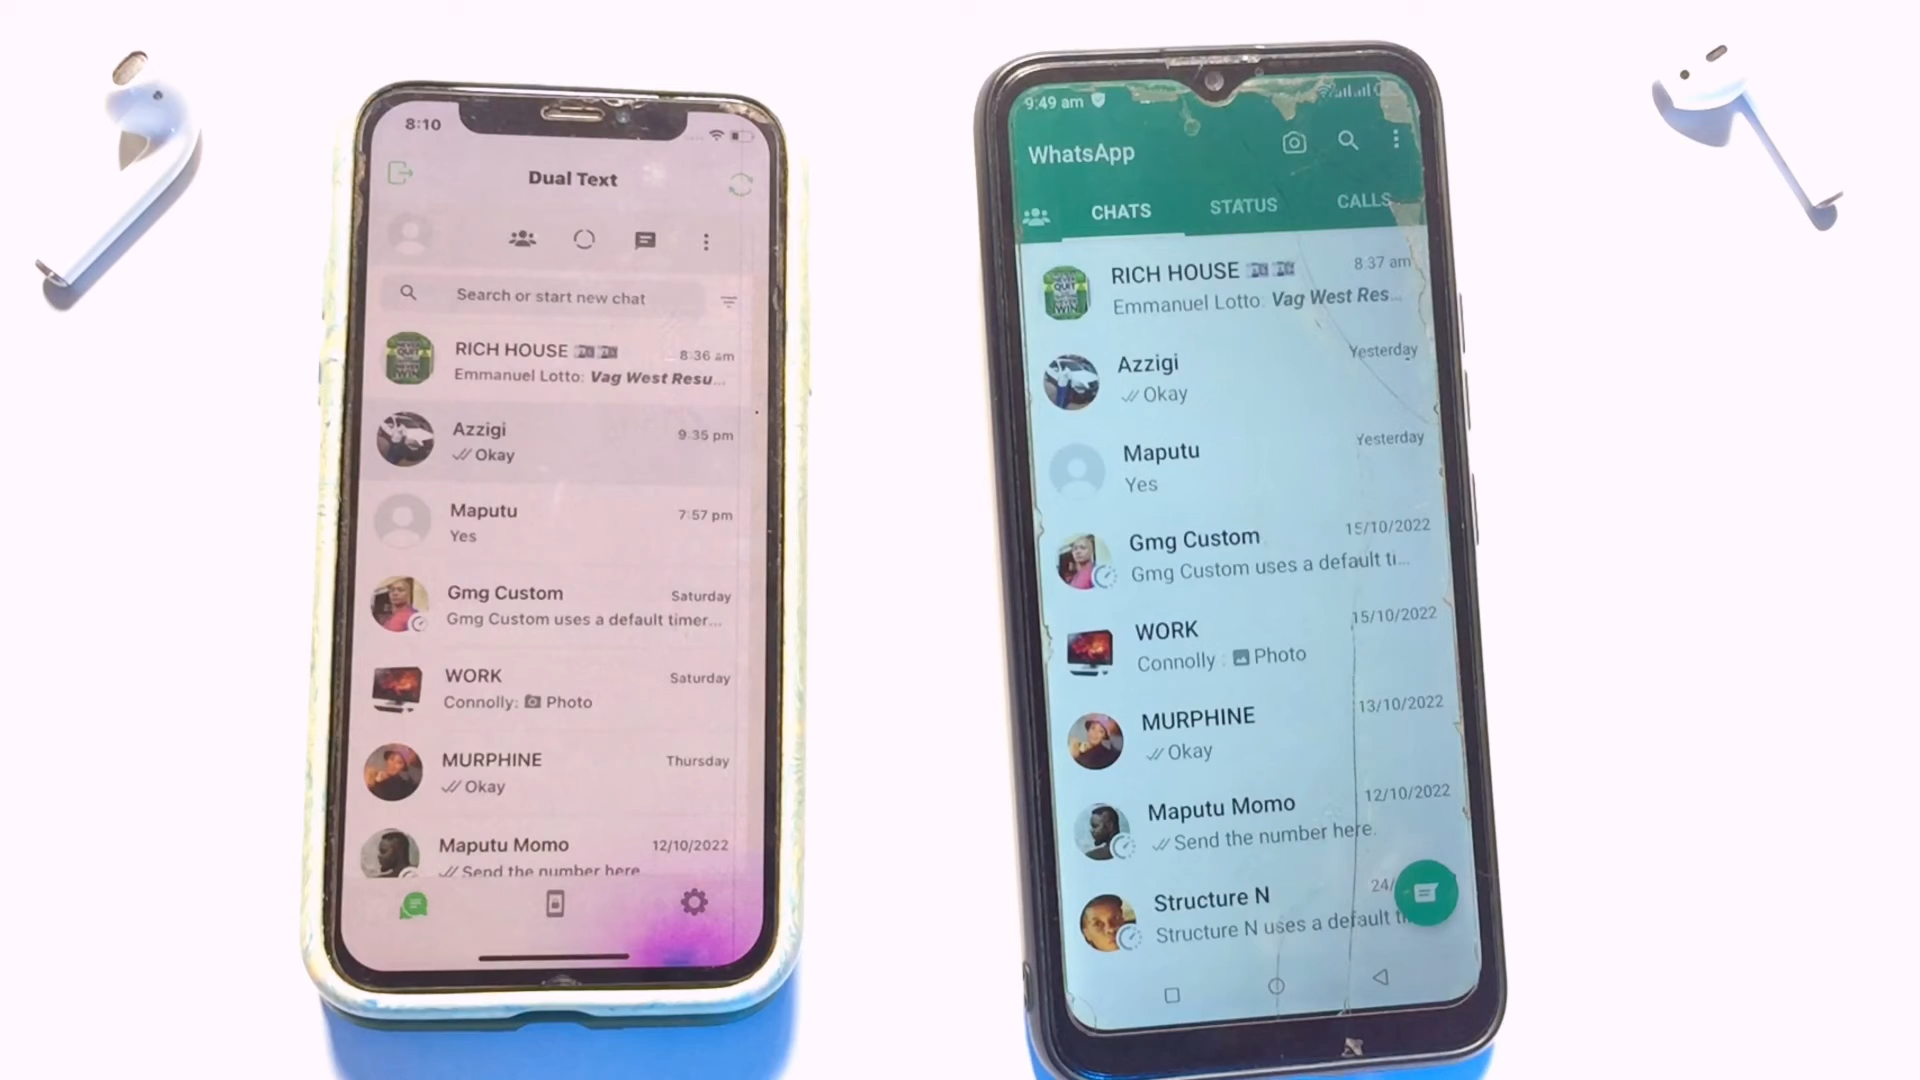 8:10
Dual Text
Search or start new chat
RICH HOUSE
8:36 am
Emmanuel Lotto: Vag West Resu...
Azzigi
9:35 pm
Okay
Maputu
7:57 pm
Yes
Gmg Custom
Saturday
Gmg Custom uses a default timer...
WORK
Saturday
Connolly: Photo
MURPHINE
Thursday
Okay
Maputu Momo
12/10/2022
Send the number here
9:49 am
WhatsApp
CHATS
STATUS
CALLS
RICH HOUSE
8:37 am
Emmanuel Lotto: Vag West Res...
NEVER
QUIT
WIN
Azzigi
Yesterday
Okay
Maputu
Yesterday
Yes
Gmg Custom
15/10/2022
Gmg Custom uses a default ti...
WORK
15/10/2022
Connolly : Photo
MURPHINE
13/10/2022
Okay
Maputu Momo
12/10/2022
Send the number here.
Structure N
24/
Structure N uses a default